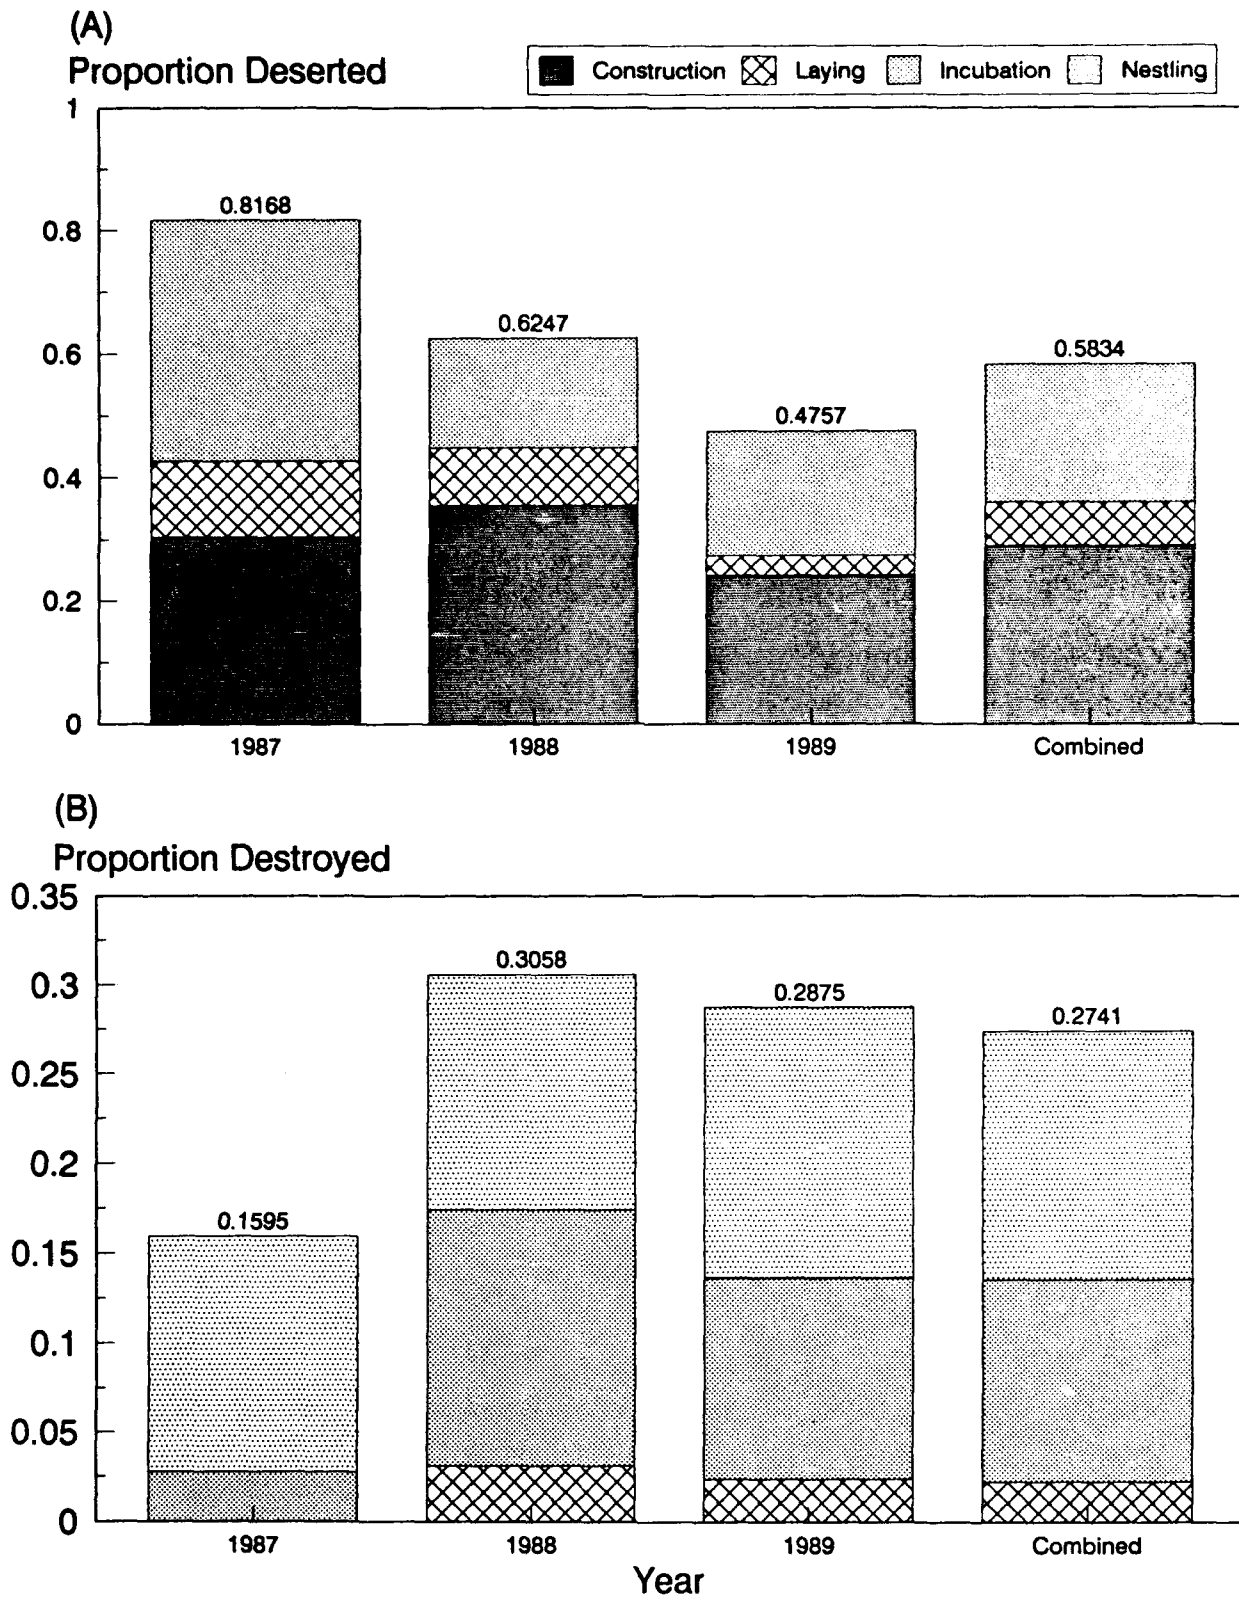 (A)
Proportion Deserted
Construction Laying Incubation Nestling
1
0.8
0.6
0.4
0.2
0
0.8168
0.6247
0.4757
0.5834
1987 1988 1989 Combined
(B)
Proportion Destroyed
0.35
0.3
0.25
0.2
0.15
0.1
0.05
0
0.1595
0.3058
0.2875
0.2741
1987 1988 1989 Combined
Year